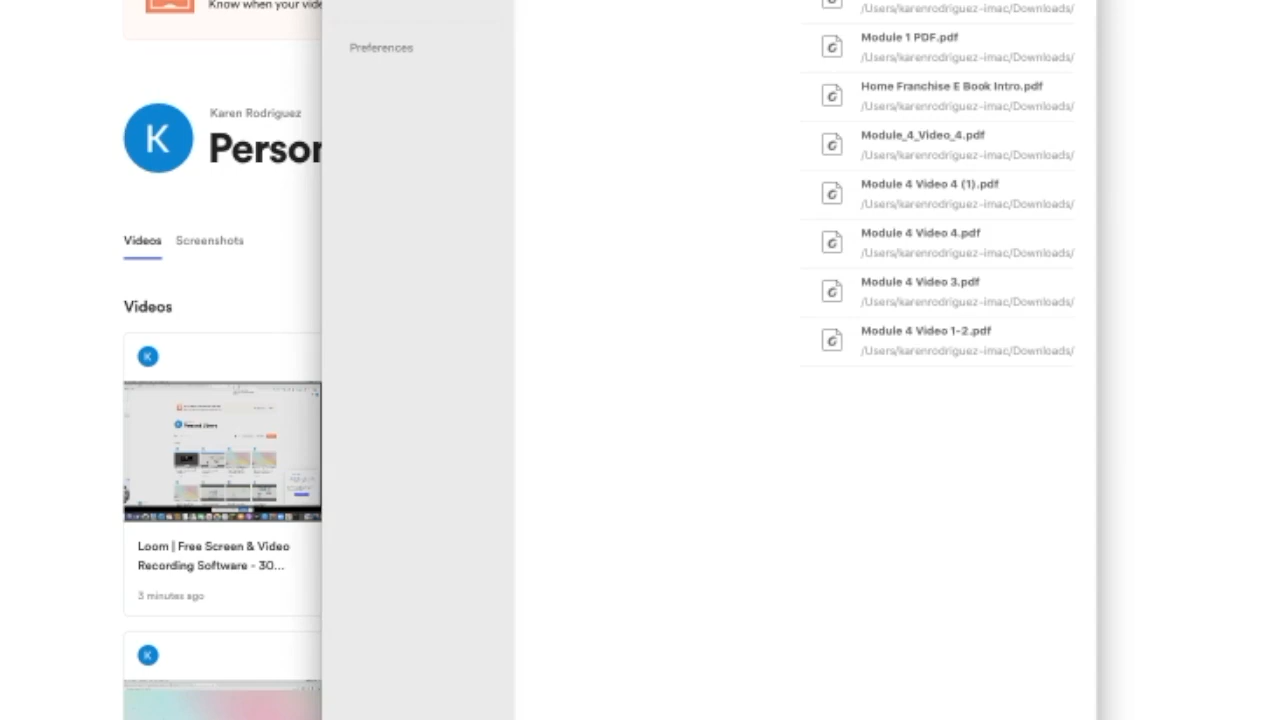 Know when your vide
Karen Rodriguez
Person
Videos
Screenshots
Videos
K
K
Loom | Free Screen & Video
Recording Software - 30...
3 minutes ago
K
Preferences
/Users/karenrodriguez-imac/Downloads/
Module 1 PDF.pdf
/Users/karenrodriguez-imac/Downloads/
Home Franchise E Book Intro.pdf
/Users/karenrodriguez-imac/Downloads/
Module_4_Video_4.pdf
/Users/karenrodriguez-imac/Downloads/
Module 4 Video 4 (1).pdf
/Users/karenrodriguez-imac/Downloads/
Module 4 Video 4.pdf
/Users/karenrodriguez-imac/Downloads/
Module 4 Video 3.pdf
/Users/karenrodriguez-imac/Downloads/
Module 4 Video 1-2.pdf
/Users/karenrodriguez-imac/Downloads/